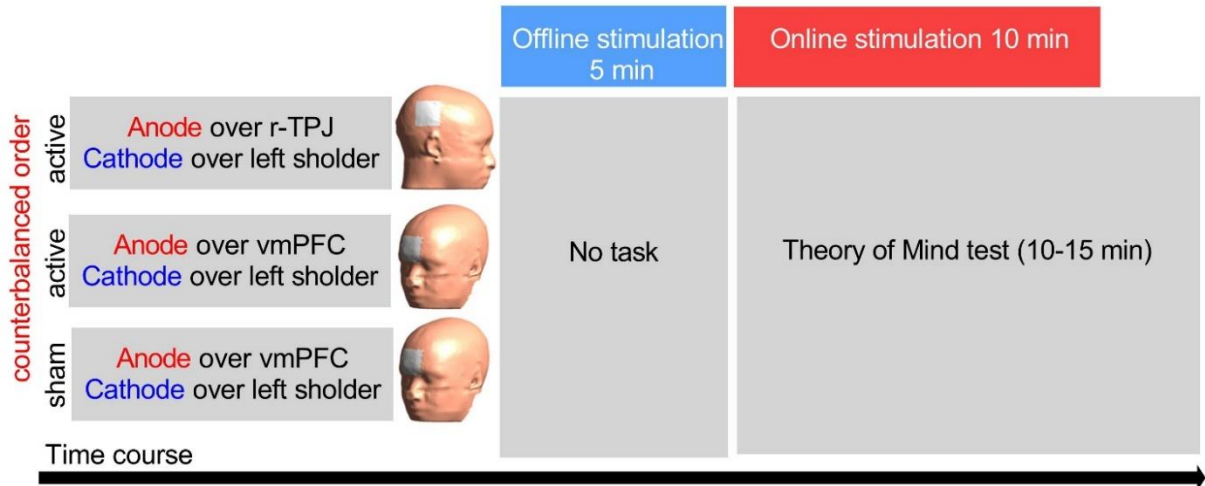 Offline stimulation
5 min
Online stimulation 10 min
counterbalanced order
active
Anode over r-TPJ
Cathode over left sholder
active
Anode over vmPFC
Cathode over left sholder
sham
Anode over vmPFC
Cathode over left sholder
No task
Theory of Mind test (10-15 min)
Time course